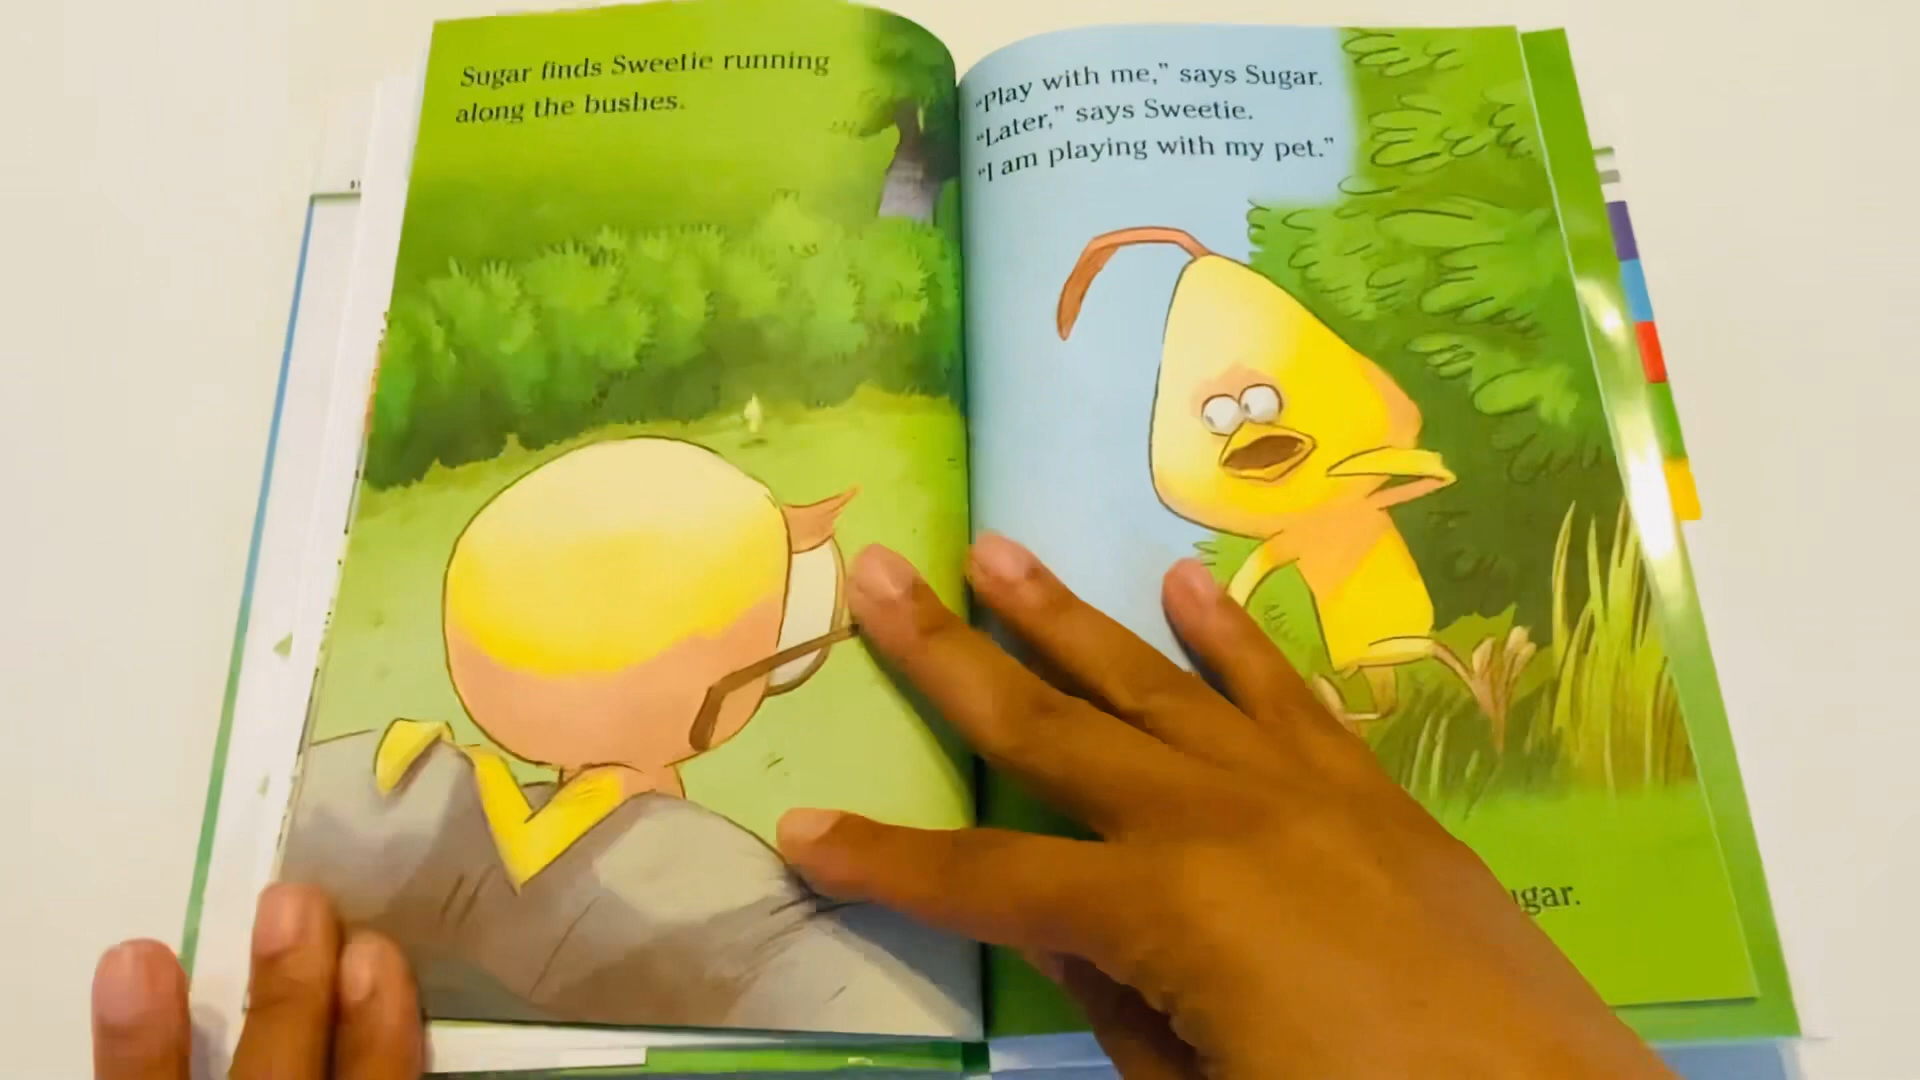 Sugar finds Sweetie running
along the bushes.
"Play with me," says Sugar.
"Later," says Sweetie.
"I am playing with my pet."